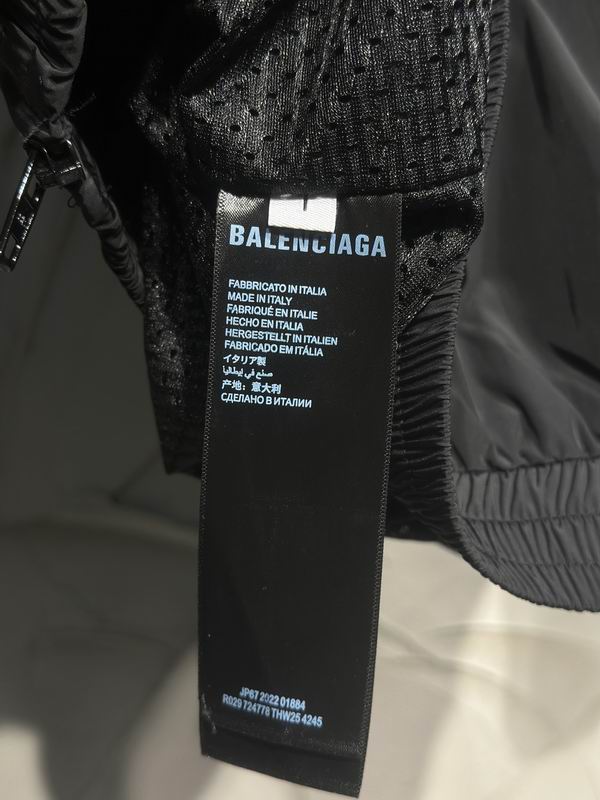 BALENCIAGA
FABBRICATO IN ITALIA
MADE IN ITALY
FABRIQUÉ EN ITALIE
HECHO EN ITALIA
HERGESTELLT IN ITALIEN
FABRICADO EM ITÁLIA
イタリア製
صنع في إيطاليا
产地：意大利
СДЕЛАНО В ИТАЛИИ
JP67 2022 01884
R029 724778 THW25 4245